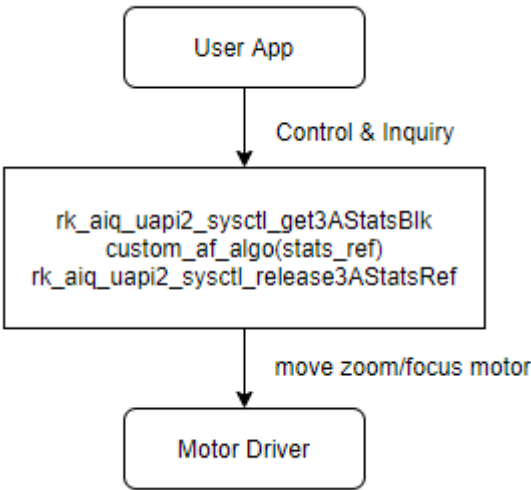 User App
Control & Inquiry
rk_aiq_uapi2_sysctl_get3AStatsBlk
custom_af_algo(stats_ref)
rk_aiq_uapi2_sysctl_release3AStatsRef
move zoom/focus motor
Motor Driver